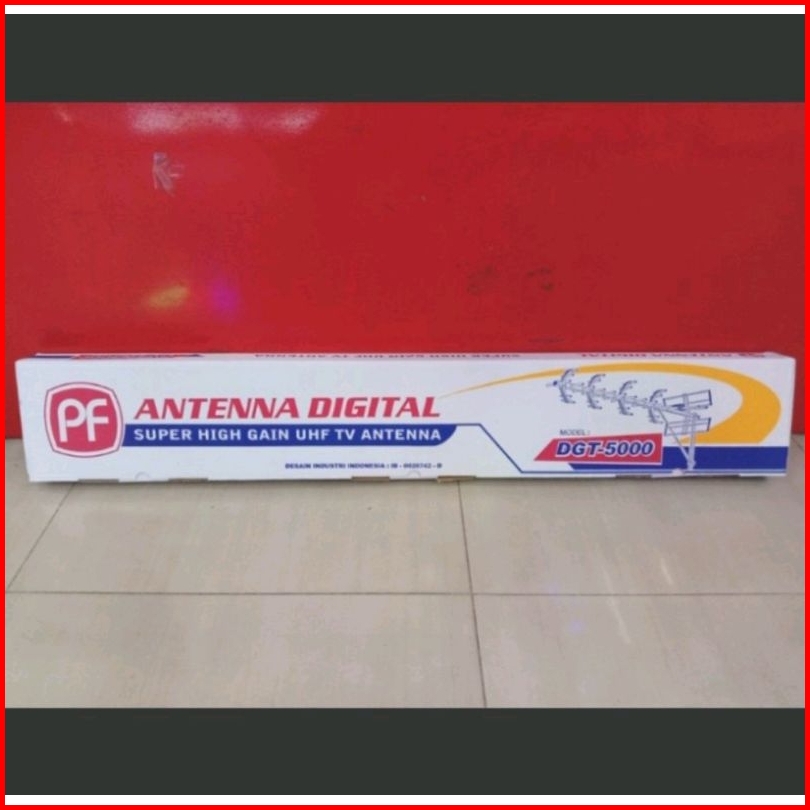 PF
ANTENNA DIGITAL
SUPER HIGH GAIN UHF TV ANTENNA
MODEL :
DGT-5000